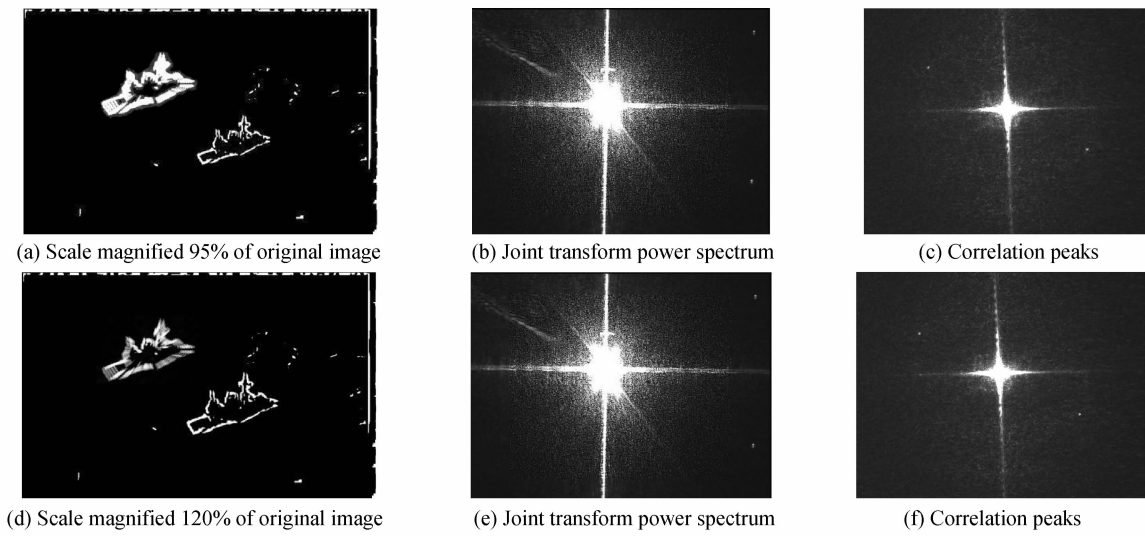 (a) Scale magnified 95% of original image
(b) Joint transform power spectrum
(c) Correlation peaks
(d) Scale magnified 120% of original image
(e) Joint transform power spectrum
(f) Correlation peaks